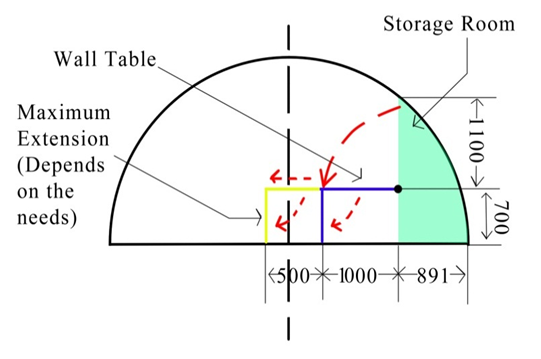 Storage Room
Wall Table
Maximum
Extension
(Depends
on the
needs)
1100
700
500
1000
891